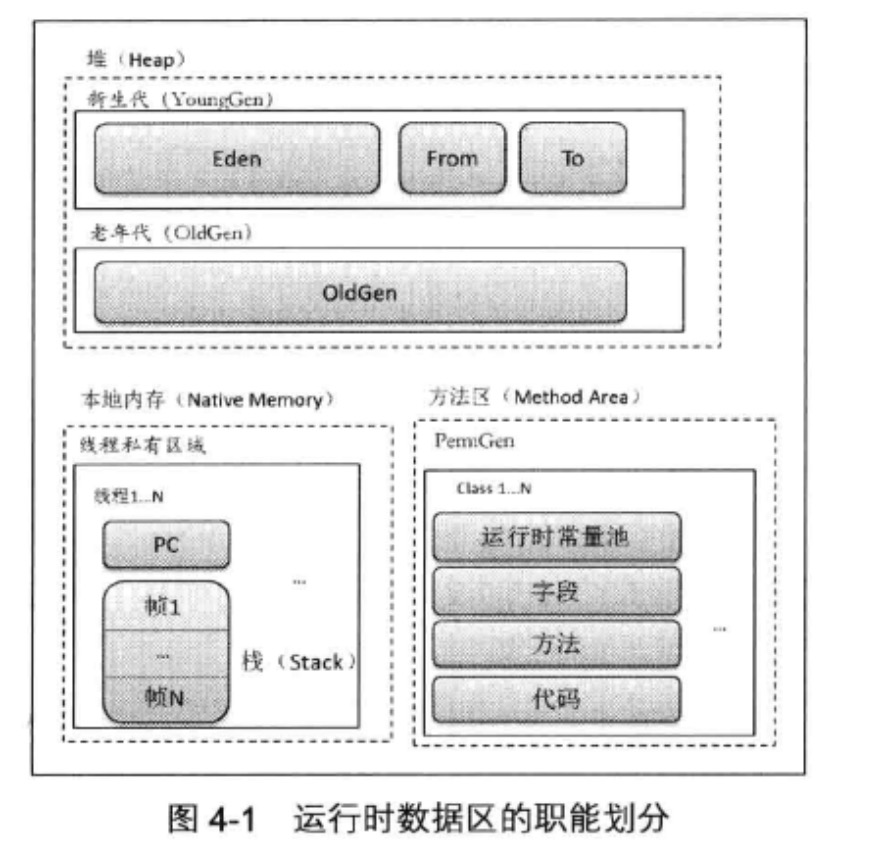 堆（Heap）
新生代（YoungGen）
Eden
From
To
老年代（OldGen）
OldGen
本地内存（Native Memory）
线程私有区域
线程1...N
PC
...
帧1
...
帧N
栈（Stack）
方法区（Method Area）
PermGen
Class 1...N
运行时常量池
字段
方法
代码
...
图 4-1 运行时数据区的职能划分